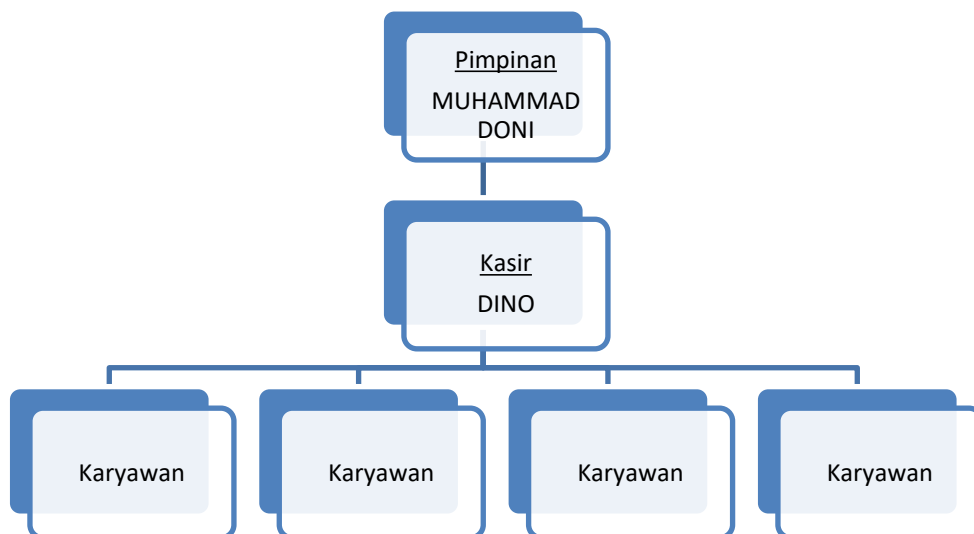 Pimpinan
MUHAMMAD
DONI
Kasir
DINO
Karyawan
Karyawan
Karyawan
Karyawan